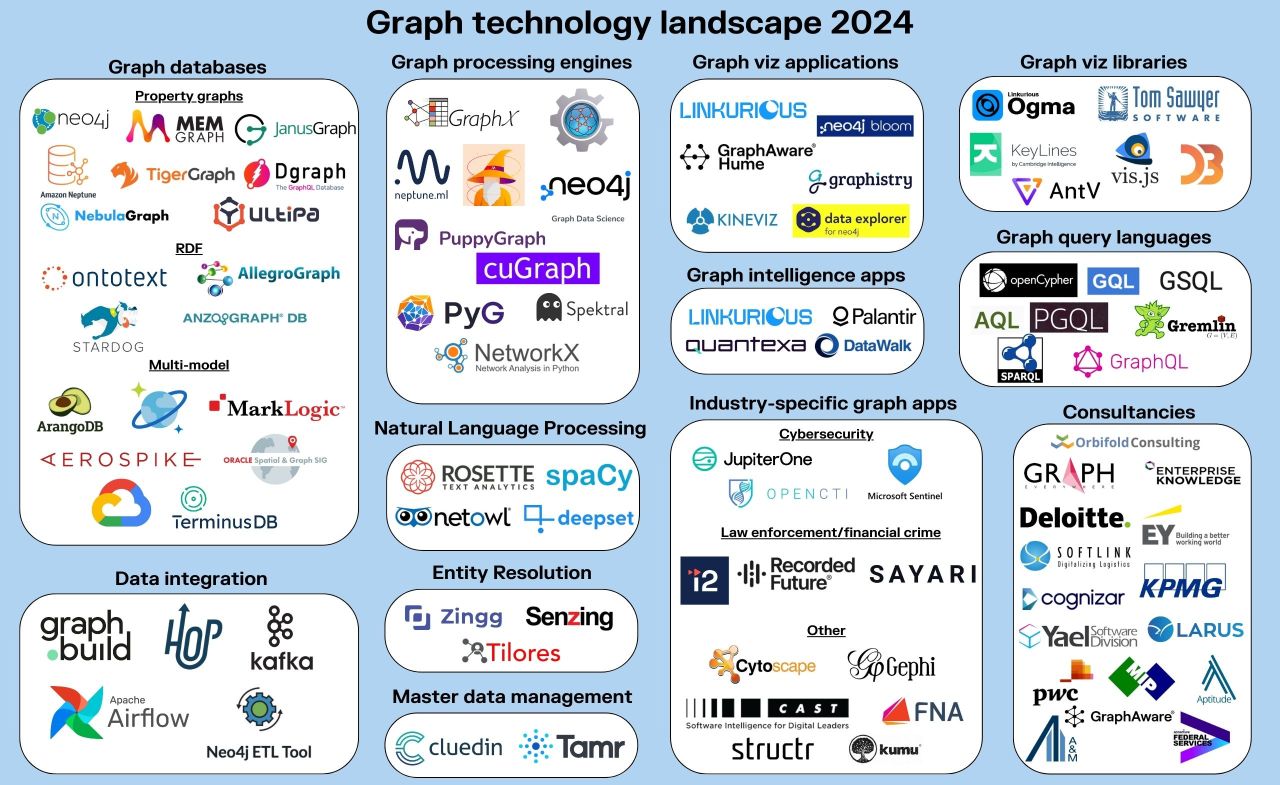 Graph technology landscape 2024
Graph databases
Property graphs
neo4j
MEM
GRAPH
JanusGraph
Amazon Neptune
TigerGraph
Dgraph
The GraphQL Database
NebulaGraph
ULTIPA
RDF
ontotext
AllegroGraph
STARDOG
ANZOGRAPH® DB
Multi-model
ArangoDB
MarkLogic™
AEROSPIKE
ORACLE Spatial & Graph SIG
TerminusDB
Data integration
graph
.build
HOP
kafka
Apache
Airflow
Neo4j ETL Tool
Graph processing engines
GraphX
neptune.ml
neo4j
Graph Data Science
PuppyGraph
cuGraph
PyG
Spektral
NetworkX
Network Analysis in Python
Natural Language Processing
ROSETTE
TEXT ANALYTICS
spaCy
netowl®
deepset
Entity Resolution
Zingg
Senzing
Tilores
Master data management
cluedin
Tamr
Graph viz applications
LINKURIOUS
neo4j bloom
GraphAware®
Hume
graphistry
KINEVIZ
data explorer
for neo4j
Graph intelligence apps
LINKURIOUS
Palantir
quantexa
DataWalk
Industry-specific graph apps
Cybersecurity
JupiterOne
OPENCTI
Microsoft Sentinel
Law enforcement/financial crime
i2
Recorded
Future®
SAYARI
Other
Cytoscape
Gephi
CAST
Software Intelligence for Digital Leaders
FNA
structr
kumu
Graph viz libraries
Linkurious
Ogma
Tom Sawyer
SOFTWARE
KeyLines
by Cambridge Intelligence
vis.js
D3
AntV
Graph query languages
openCypher
GQL
GSQL
AQL
PGQL
Gremlin
G = (V, E)
SPARQL
GraphQL
Consultancies
OrbifoldConsulting
GRAPH
EVERYWHERE
ENTERPRISE
KNOWLEDGE
Deloitte.
EY
Building a better
working world
SOFTLINK
Digitalizing Logistics
cognizar
KPMG
Yael Software
Division
LARUS
pwc
Aptitude
GraphAware®
A&M
accenture
FEDERAL
SERVICES